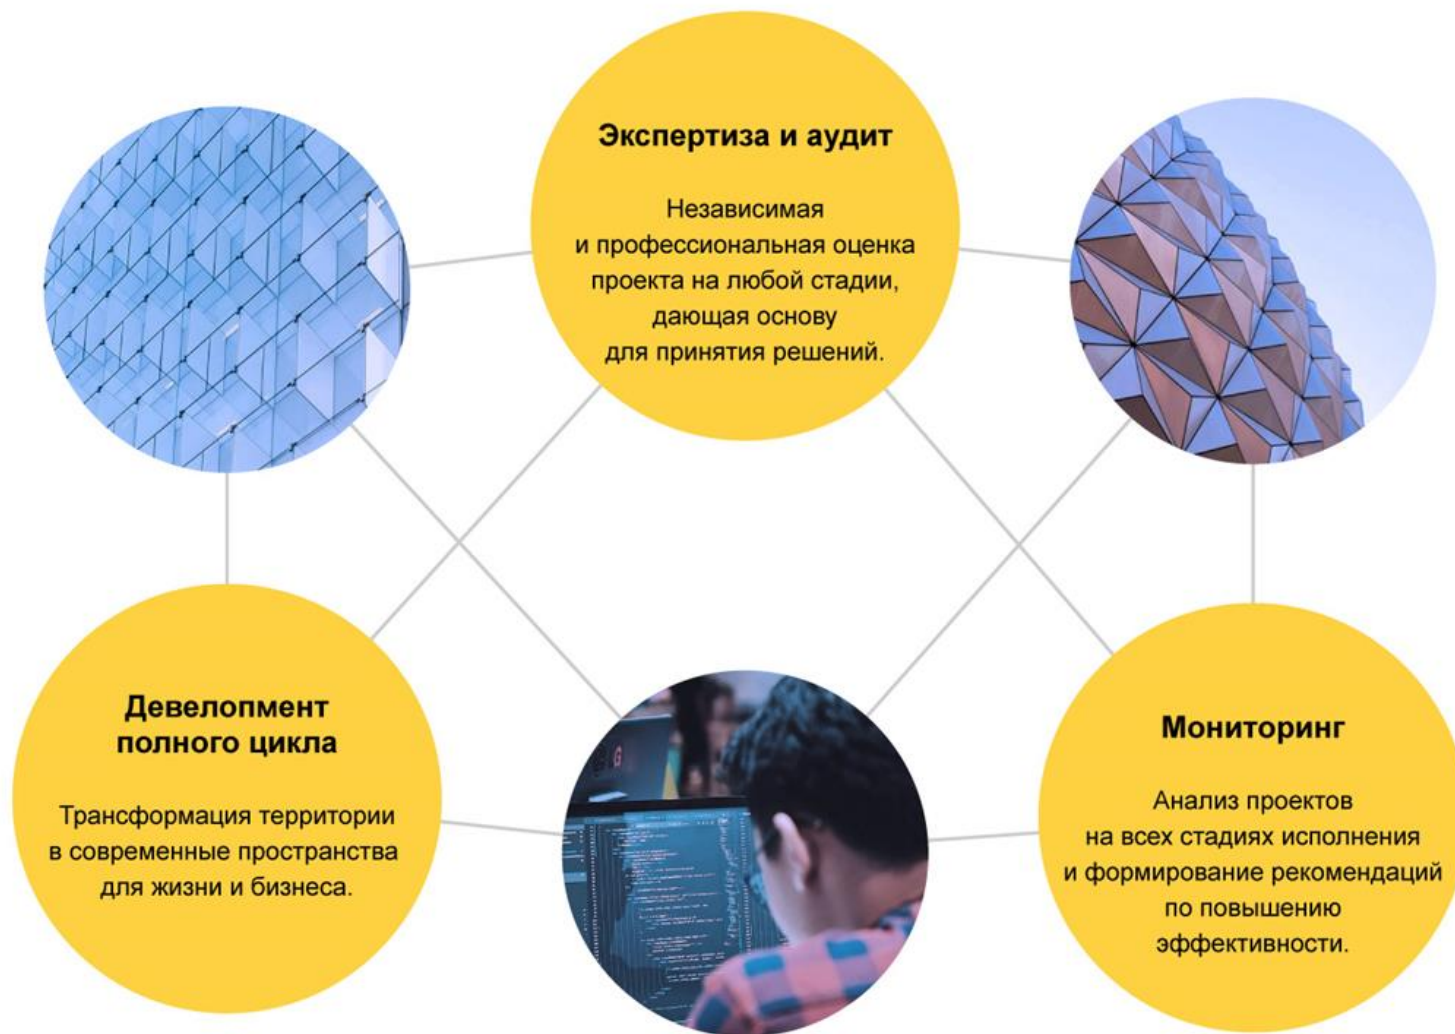 Экспертиза и аудит
Независимая
и профессиональная оценка
проекта на любой стадии,
дающая основу
для принятия решений.
Девелопмент
полного цикла
Трансформация территории
в современные пространства
для жизни и бизнеса.
Мониторинг
Анализ проектов
на всех стадиях исполнения
и формирование рекомендаций
по повышению
эффективности.